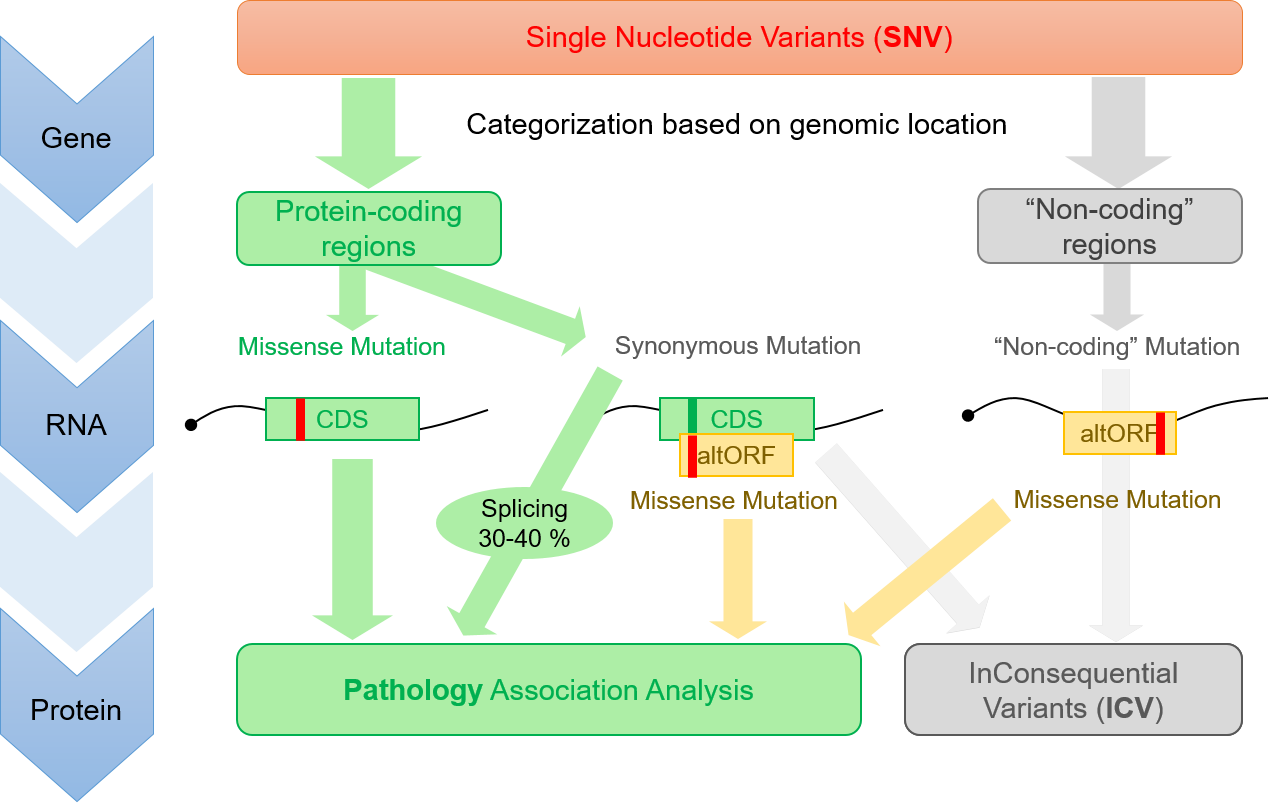 Single Nucleotide Variants (SNV)
Gene
Categorization based on genomic location
Protein-coding
regions
“Non-coding”
regions
Missense Mutation
Synonymous Mutation
“Non-coding” Mutation
RNA
CDS
CDS
altORF
altORF
Splicing
30-40 %
Missense Mutation
Missense Mutation
Protein
Pathology Association Analysis
InConsequential
Variants (ICV)